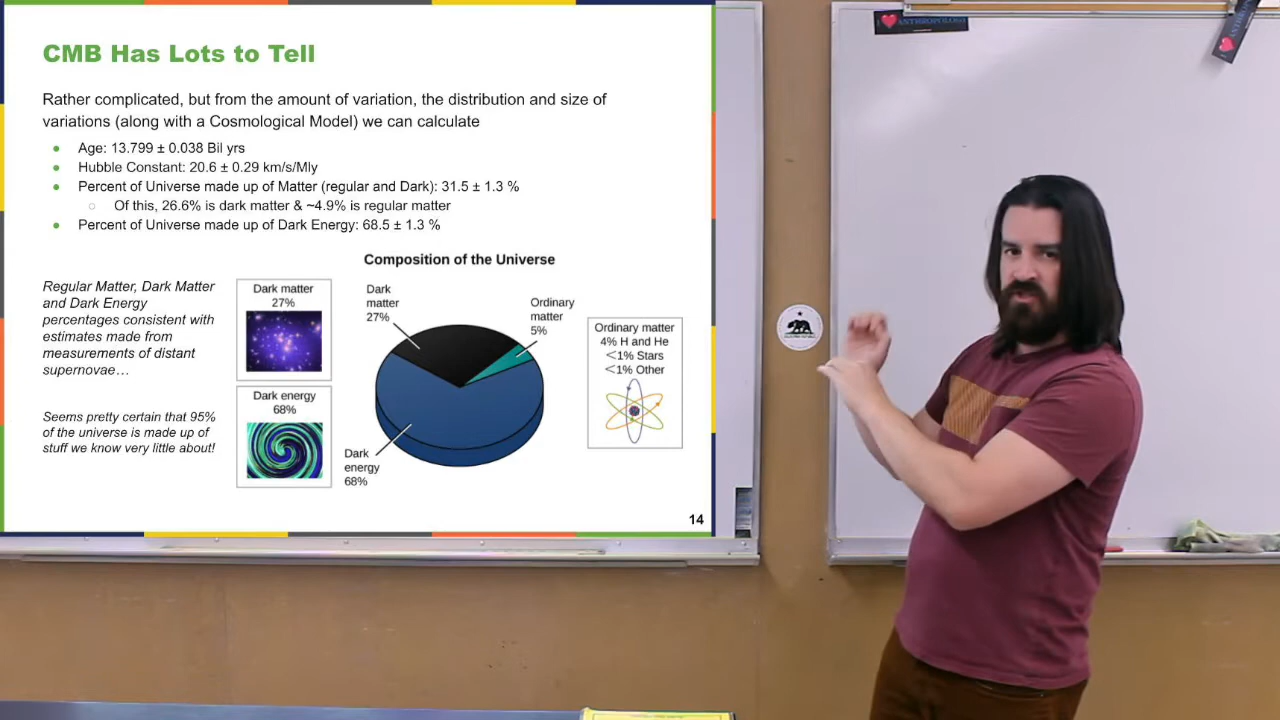 CMB Has Lots to Tell
Rather complicated, but from the amount of variation, the distribution and size of
variations (along with a Cosmological Model) we can calculate
● Age: 13.799 ± 0.038 Bil yrs
● Hubble Constant: 20.6 ± 0.29 km/s/Mly
● Percent of Universe made up of Matter (regular and Dark): 31.5 ± 1.3 %
○ Of this, 26.6% is dark matter & ~4.9% is regular matter
● Percent of Universe made up of Dark Energy: 68.5 ± 1.3 %
Regular Matter, Dark Matter
and Dark Energy
percentages consistent with
estimates made from
measurements of distant
supernovae…
Seems pretty certain that 95%
of the universe is made up of
stuff we know very little about!
Composition of the Universe
Dark matter
27%
Dark energy
68%
Dark
matter
27%
Ordinary
matter
5%
Dark
energy
68%
Ordinary matter
4% H and He
<1% Stars
<1% Other
14
I ❤ ANTHROPOLOGY